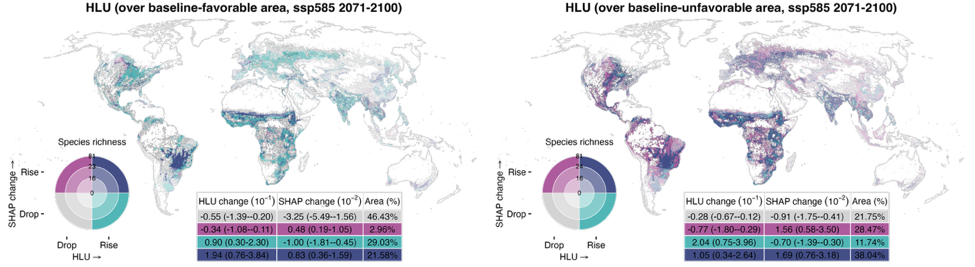 HLU (over baseline-favorable area, ssp585 2071-2100)
Species richness
81
23
16
0
SHAP change →
Rise
Drop
Drop
Rise
HLU →
HLU change (10⁻¹) SHAP change (10⁻²) Area (%)
-0.55 (-1.39--0.20) -3.25 (-5.49--1.56) 46.43%
-0.34 (-1.08--0.11) 0.48 (0.19-1.05) 2.96%
0.90 (0.30-2.30) -1.00 (-1.81--0.45) 29.03%
1.94 (0.76-3.84) 0.83 (0.36-1.59) 21.58%
HLU (over baseline-unfavorable area, ssp585 2071-2100)
Species richness
81
23
16
0
SHAP change →
Rise
Drop
Drop
Rise
HLU →
HLU change (10⁻¹) SHAP change (10⁻²) Area (%)
-0.28 (-0.67--0.12) -0.91 (-1.75--0.41) 21.75%
-0.77 (-1.80--0.29) 1.56 (0.58-3.50) 28.47%
2.04 (0.75-3.96) -0.70 (-1.39--0.30) 11.74%
1.05 (0.34-2.64) 1.69 (0.76-3.18) 38.04%